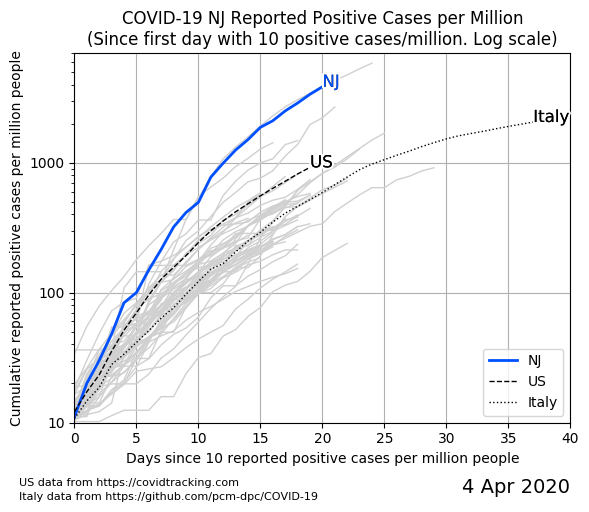 COVID-19 NJ Reported Positive Cases per Million
(Since first day with 10 positive cases/million. Log scale)
Cumulative reported positive cases per million people
1000
100
10
NJ
US
Italy
NJ
US
Italy
0 5 10 15 20 25 30 35 40
Days since 10 reported positive cases per million people
US data from https://covidtracking.com
Italy data from https://github.com/pcm-dpc/COVID-19
4 Apr 2020